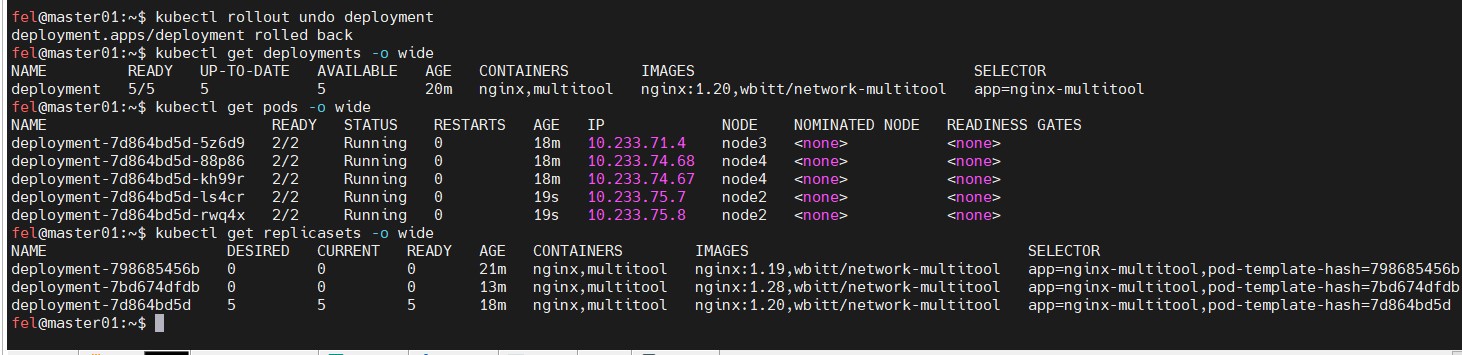 fel@master01:~$ kubectl rollout undo deployment
deployment.apps/deployment rolled back
fel@master01:~$ kubectl get deployments -o wide
NAME         READY   UP-TO-DATE   AVAILABLE   AGE   CONTAINERS        IMAGES                               SELECTOR
deployment   5/5     5            5           20m   nginx,multitool   nginx:1.20,wbitt/network-multitool   app=nginx-multitool
fel@master01:~$ kubectl get pods -o wide
NAME                          READY   STATUS    RESTARTS   AGE   IP             NODE    NOMINATED NODE   READINESS GATES
deployment-7d864bd5d-5z6d9   2/2     Running   0          18m   10.233.71.4    node3   <none>           <none>
deployment-7d864bd5d-88p86   2/2     Running   0          18m   10.233.74.68   node4   <none>           <none>
deployment-7d864bd5d-kh99r   2/2     Running   0          18m   10.233.74.67   node4   <none>           <none>
deployment-7d864bd5d-ls4cr   2/2     Running   0          19s   10.233.75.7    node2   <none>           <none>
deployment-7d864bd5d-rwq4x   2/2     Running   0          19s   10.233.75.8    node2   <none>           <none>
fel@master01:~$ kubectl get replicasets -o wide
NAME                    DESIRED   CURRENT   READY   AGE   CONTAINERS        IMAGES                               SELECTOR
deployment-798685456b   0         0         0       21m   nginx,multitool   nginx:1.19,wbitt/network-multitool   app=nginx-multitool,pod-template-hash=798685456b
deployment-7bd674dfdb   0         0         0       13m   nginx,multitool   nginx:1.28,wbitt/network-multitool   app=nginx-multitool,pod-template-hash=7bd674dfdb
deployment-7d864bd5d    5         5         5       18m   nginx,multitool   nginx:1.20,wbitt/network-multitool   app=nginx-multitool,pod-template-hash=7d864bd5d
fel@master01:~$